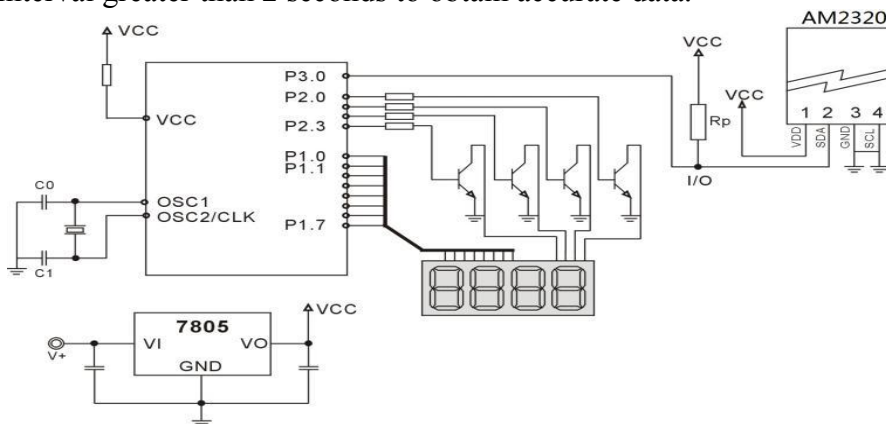 interval greater than 2 seconds to obtain accurate data.
VCC
VCC
P3.0
P2.0
P2.3
P1.0
P1.1
P1.7
OSC1
OSC2/CLK
C0
C1
VCC
Rp
I/O
VCC
AM2320
1 2 3 4
VDD
SDA
GND
SCL
7805
VI VO
GND
V+
VCC